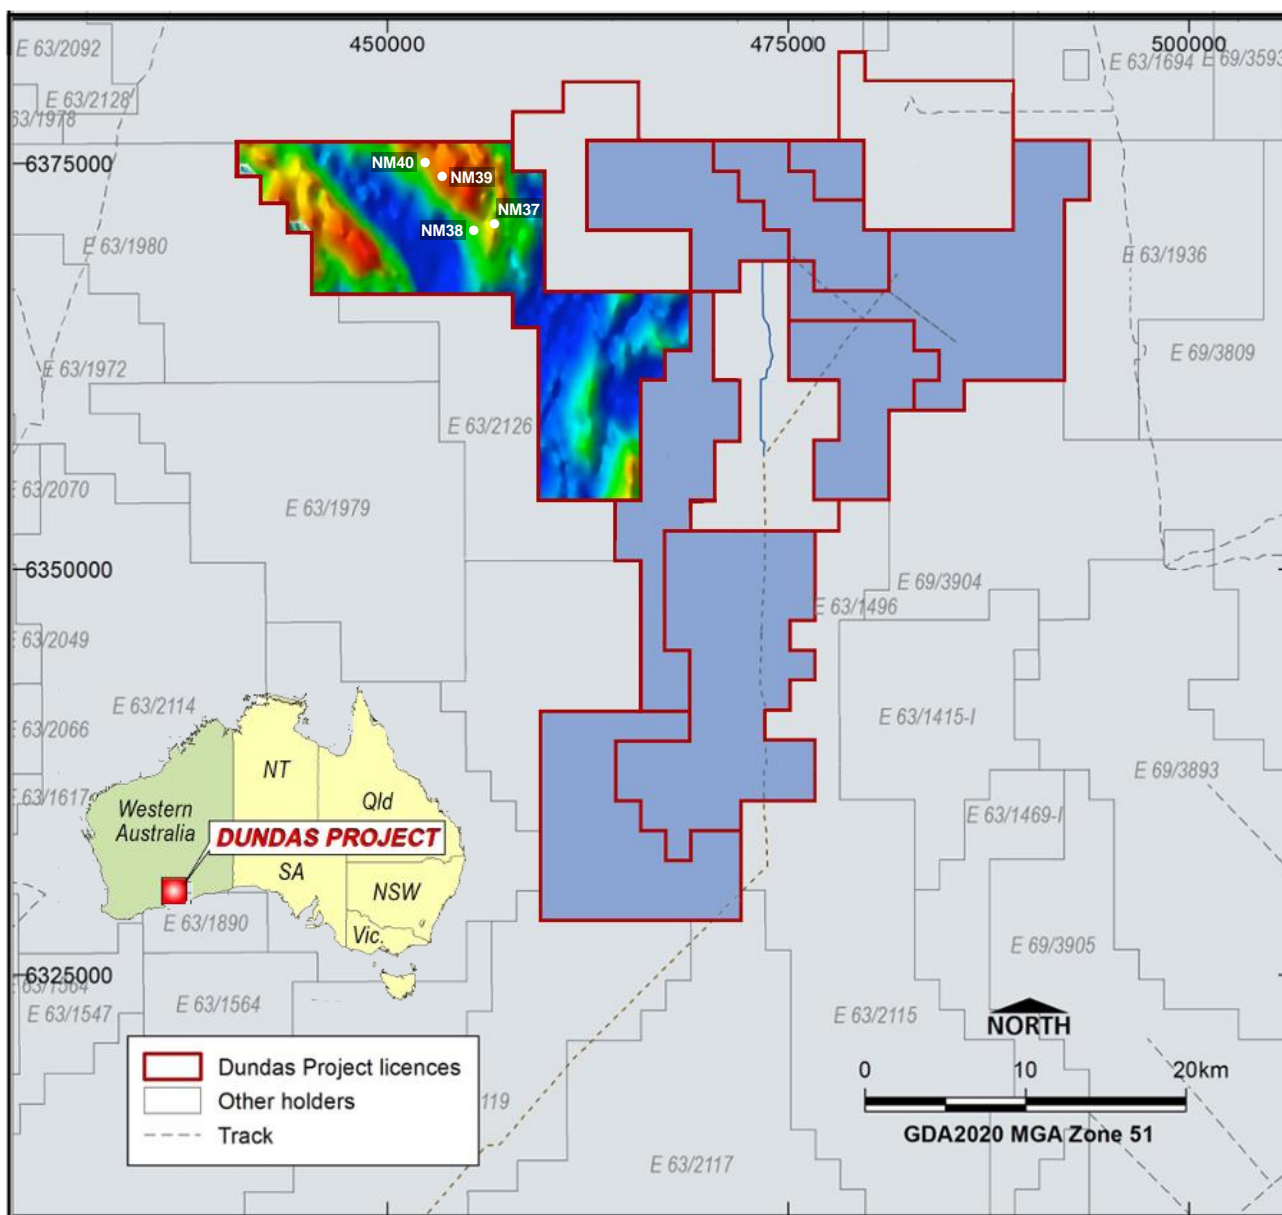 450000
475000
500000
E 63/2092
E 63/1694
E 69/3593
E 63/2128
63/1978
6375000
NM40
NM39
NM37
NM38
E 63/1980
E 63/1936
E 63/1972
E 69/3809
E 63/2126
E 63/2070
E 63/1979
6350000
E 69/3904
E 63/1496
E 63/2049
E 63/2114
E 63/2066
E 63/1415-I
E 69/3893
E 63/1617
E 63/1469-I
NT
Qld
Western
Australia
DUNDAS PROJECT
SA
NSW
Vic.
E 63/1890
E 69/3905
6325000
E 63/1564
E 63/1547
E 63/1564
E 63/2115
NORTH
0 10 20km
GDA2020 MGA Zone 51
Dundas Project licences
Other holders
Track
119
E 63/2117